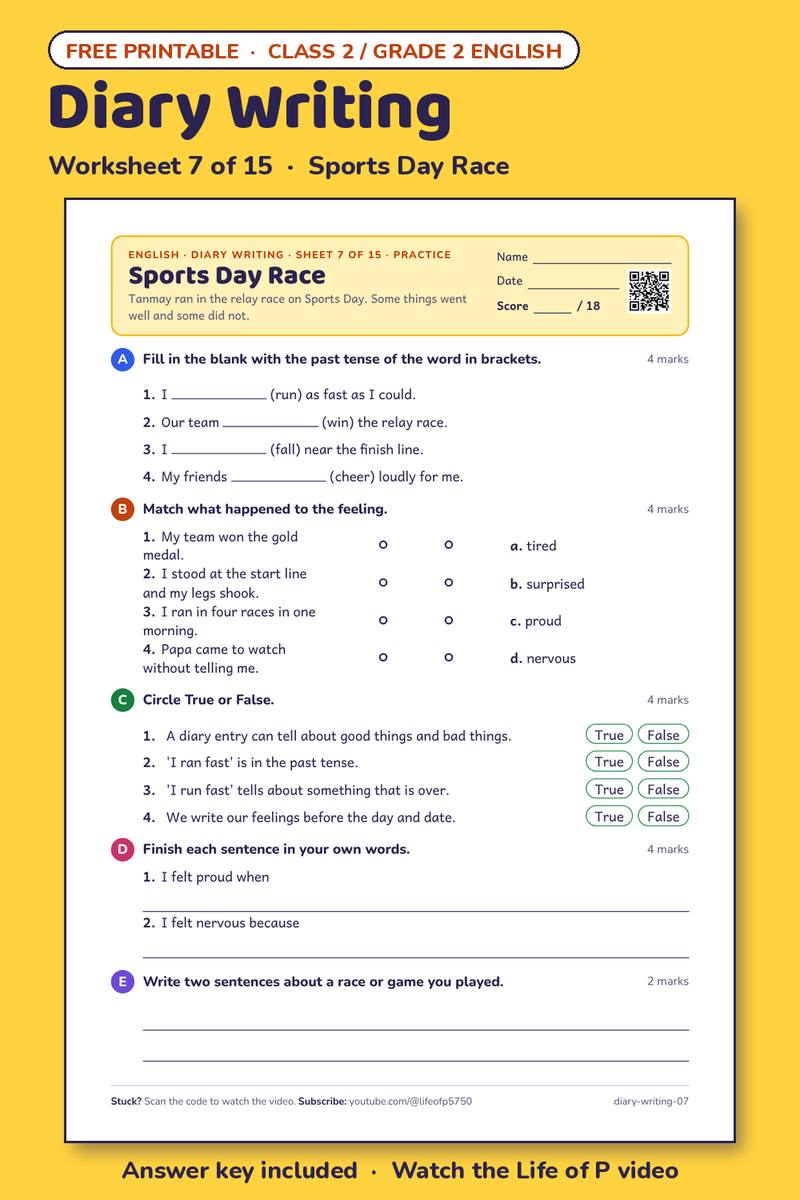 FREE PRINTABLE · CLASS 2 / GRADE 2 ENGLISH
Diary Writing
Worksheet 7 of 15 · Sports Day Race
ENGLISH · DIARY WRITING · SHEET 7 OF 15 · PRACTICE
Sports Day Race
Tanmay ran in the relay race on Sports Day. Some things went
well and some did not.
Name
Date
Score ______ / 18
A Fill in the blank with the past tense of the word in brackets. 4 marks
1. I ____________ (run) as fast as I could.
2. Our team ____________ (win) the relay race.
3. I ____________ (fall) near the finish line.
4. My friends ____________ (cheer) loudly for me.
B Match what happened to the feeling. 4 marks
1. My team won the gold
medal.
a. tired
2. I stood at the start line
and my legs shook.
b. surprised
3. I ran in four races in one
morning.
c. proud
4. Papa came to watch
without telling me.
d. nervous
C Circle True or False. 4 marks
1. A diary entry can tell about good things and bad things. True False
2. 'I ran fast' is in the past tense. True False
3. 'I run fast' tells about something that is over. True False
4. We write our feelings before the day and date. True False
D Finish each sentence in your own words. 4 marks
1. I felt proud when
2. I felt nervous because
E Write two sentences about a race or game you played. 2 marks
Stuck? Scan the code to watch the video. Subscribe: youtube.com/@lifeofp5750 diary-writing-07
Answer key included · Watch the Life of P video